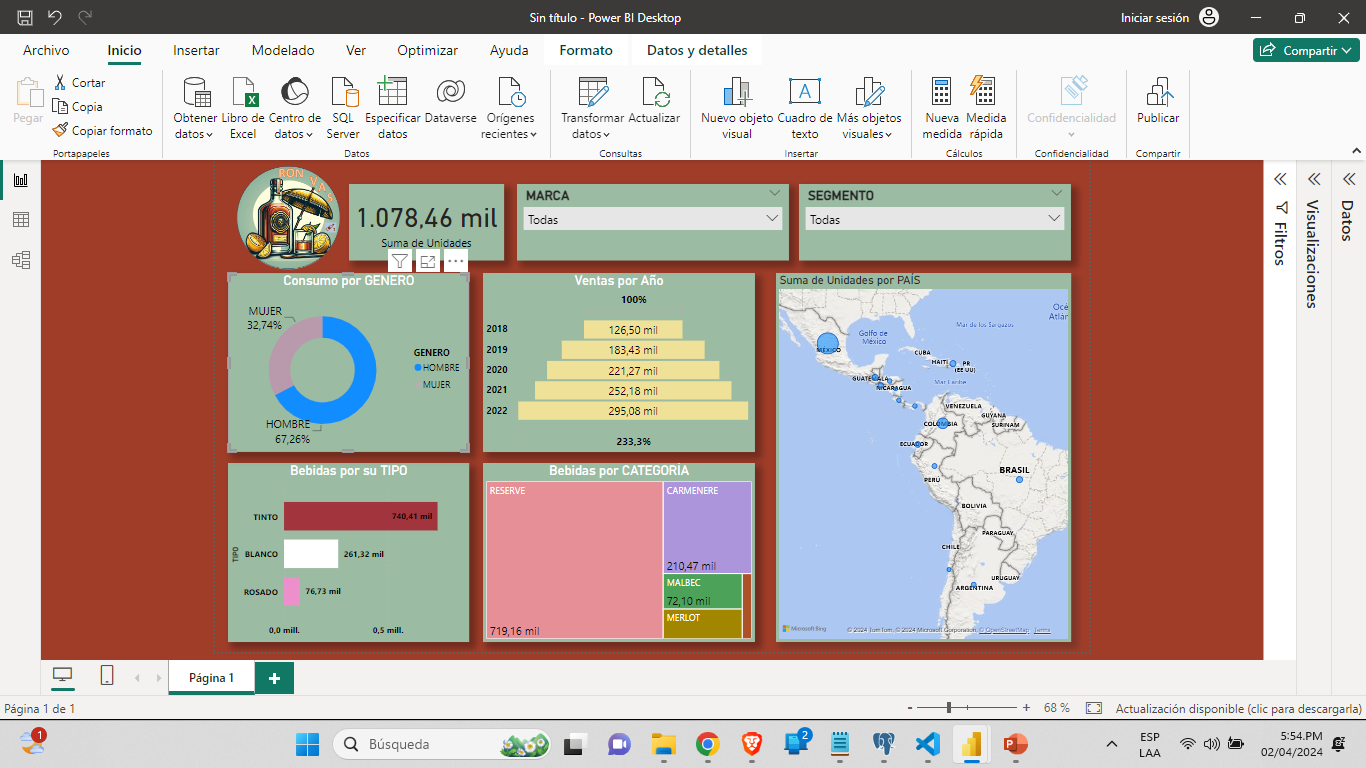 Sin título - Power BI Desktop
Iniciar sesión
Archivo
Inicio
Insertar
Modelado
Ver
Optimizar
Ayuda
Formato
Datos y detalles
Compartir
Pegar
Cortar
Copia
Copiar formato
Portapapeles
Obtener
datos
Libro de
Excel
Centro de
datos
SQL
Server
Especificar
datos
Dataverse
Orígenes
recientes
Datos
Transformar
datos
Actualizar
Consultas
Nuevo objeto
visual
Cuadro de
texto
Más objetos
visuales
Insertar
Nueva
medida
Medida
rápida
Cálculos
Confidencialidad
Confidencialidad
Publicar
Compartir
RON VAS
1.078,46 mil
Suma de Unidades
MARCA
Todas
SEGMENTO
Todas
Filtros
Visualizaciones
Datos
Consumo por GENERO
MUJER
32,74%
HOMBRE
67,26%
GENERO
HOMBRE
MUJER
Ventas por Año
100%
2018
126,50 mil
2019
183,43 mil
2020
221,27 mil
2021
252,18 mil
2022
295,08 mil
233,3%
Suma de Unidades por PAÍS
Golfo de
México
Mar de los Sargazos
Océ
Atlán
MÉXICO
CUBA
HAITÍ
PR
(EE UU)
GUATEMALA
Mar Caribe
NICARAGUA
VENEZUELA
GUYANA
SURINAM
COLOMBIA
ECUADOR
BRASIL
PERÚ
BOLIVIA
PARAGUAY
CHILE
URUGUAY
ARGENTINA
Microsoft Bing
© 2024 TomTom, © 2024 Microsoft Corporation, © OpenStreetMap Terms
Bebidas por su TIPO
TIPO
TINTO
740,41 mil
BLANCO
261,32 mil
ROSADO
76,73 mil
0,0 mill.
0,5 mill.
Bebidas por CATEGORÍA
RESERVE
719,16 mil
CARMENERE
210,47 mil
MALBEC
72,10 mil
MERLOT
Página 1
Página 1 de 1
- + 68 %
Actualización disponible (clic para descargarla)
1
Búsqueda
2
ESP
LAA
5:54 PM
02/04/2024